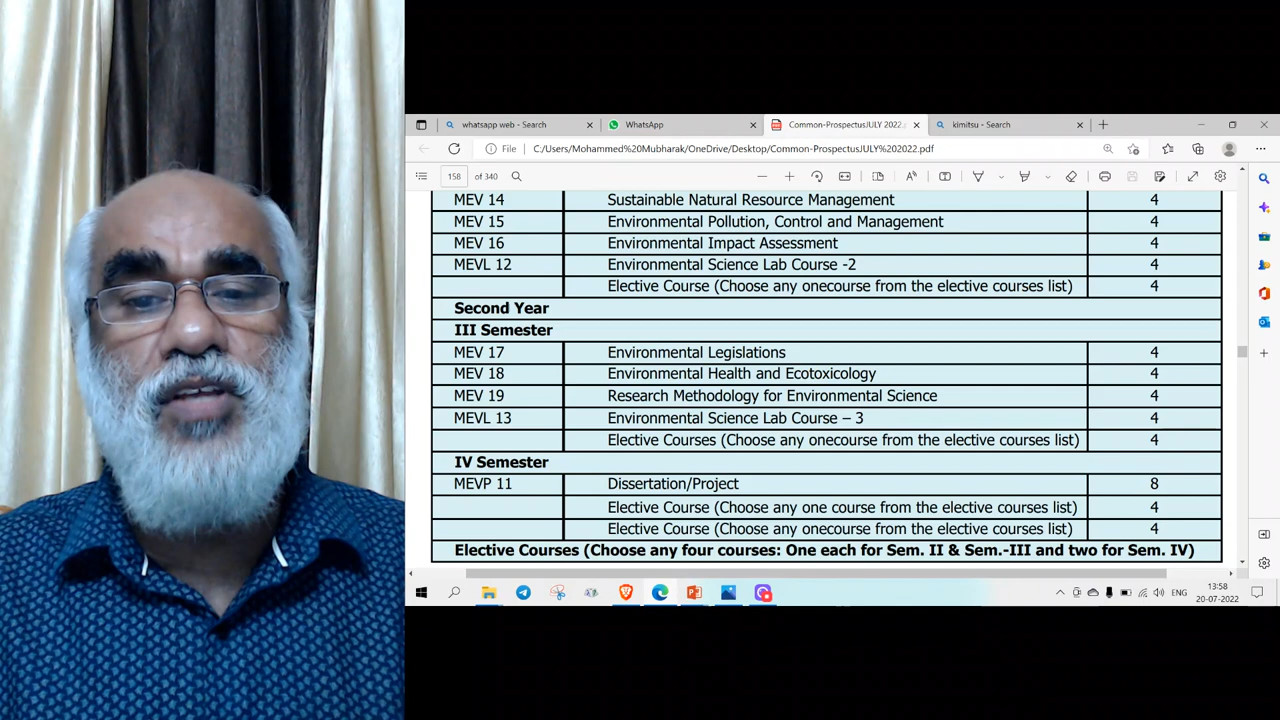 whatsapp web - Search
WhatsApp
Common-ProspectusJULY 2022.
kimitsu - Search
File C:/Users/Mohammed%20Mubharak/OneDrive/Desktop/Common-ProspectusJULY%202022.pdf
158 of 340
MEV 14 Sustainable Natural Resource Management 4
MEV 15 Environmental Pollution, Control and Management 4
MEV 16 Environmental Impact Assessment 4
MEVL 12 Environmental Science Lab Course -2 4
Elective Course (Choose any onecourse from the elective courses list) 4
Second Year
III Semester
MEV 17 Environmental Legislations 4
MEV 18 Environmental Health and Ecotoxicology 4
MEV 19 Research Methodology for Environmental Science 4
MEVL 13 Environmental Science Lab Course – 3 4
Elective Courses (Choose any onecourse from the elective courses list) 4
IV Semester
MEVP 11 Dissertation/Project 8
Elective Course (Choose any one course from the elective courses list) 4
Elective Course (Choose any onecourse from the elective courses list) 4
Elective Courses (Choose any four courses: One each for Sem. II & Sem.-III and two for Sem. IV)
ENG
13:58
20-07-2022